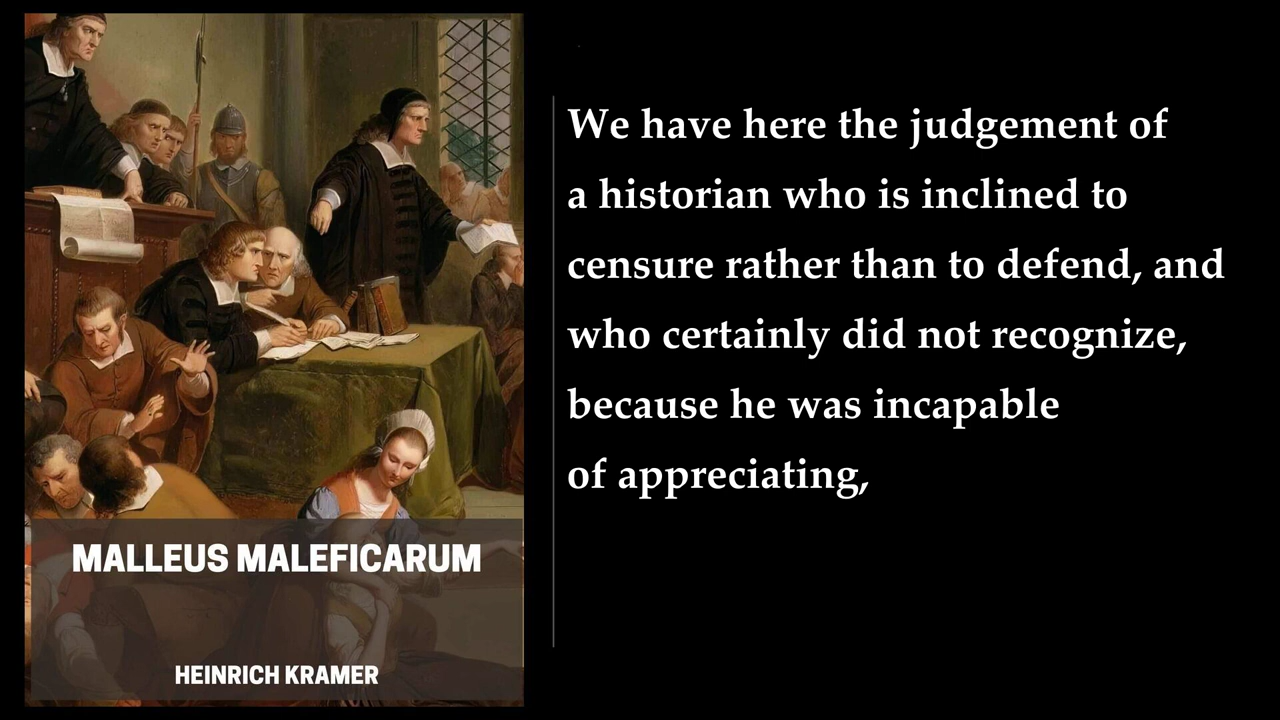 MALLEUS MALEFICARUM
HEINRICH KRAMER
We have here the judgement of
a historian who is inclined to
censure rather than to defend, and
who certainly did not recognize,
because he was incapable
of appreciating,